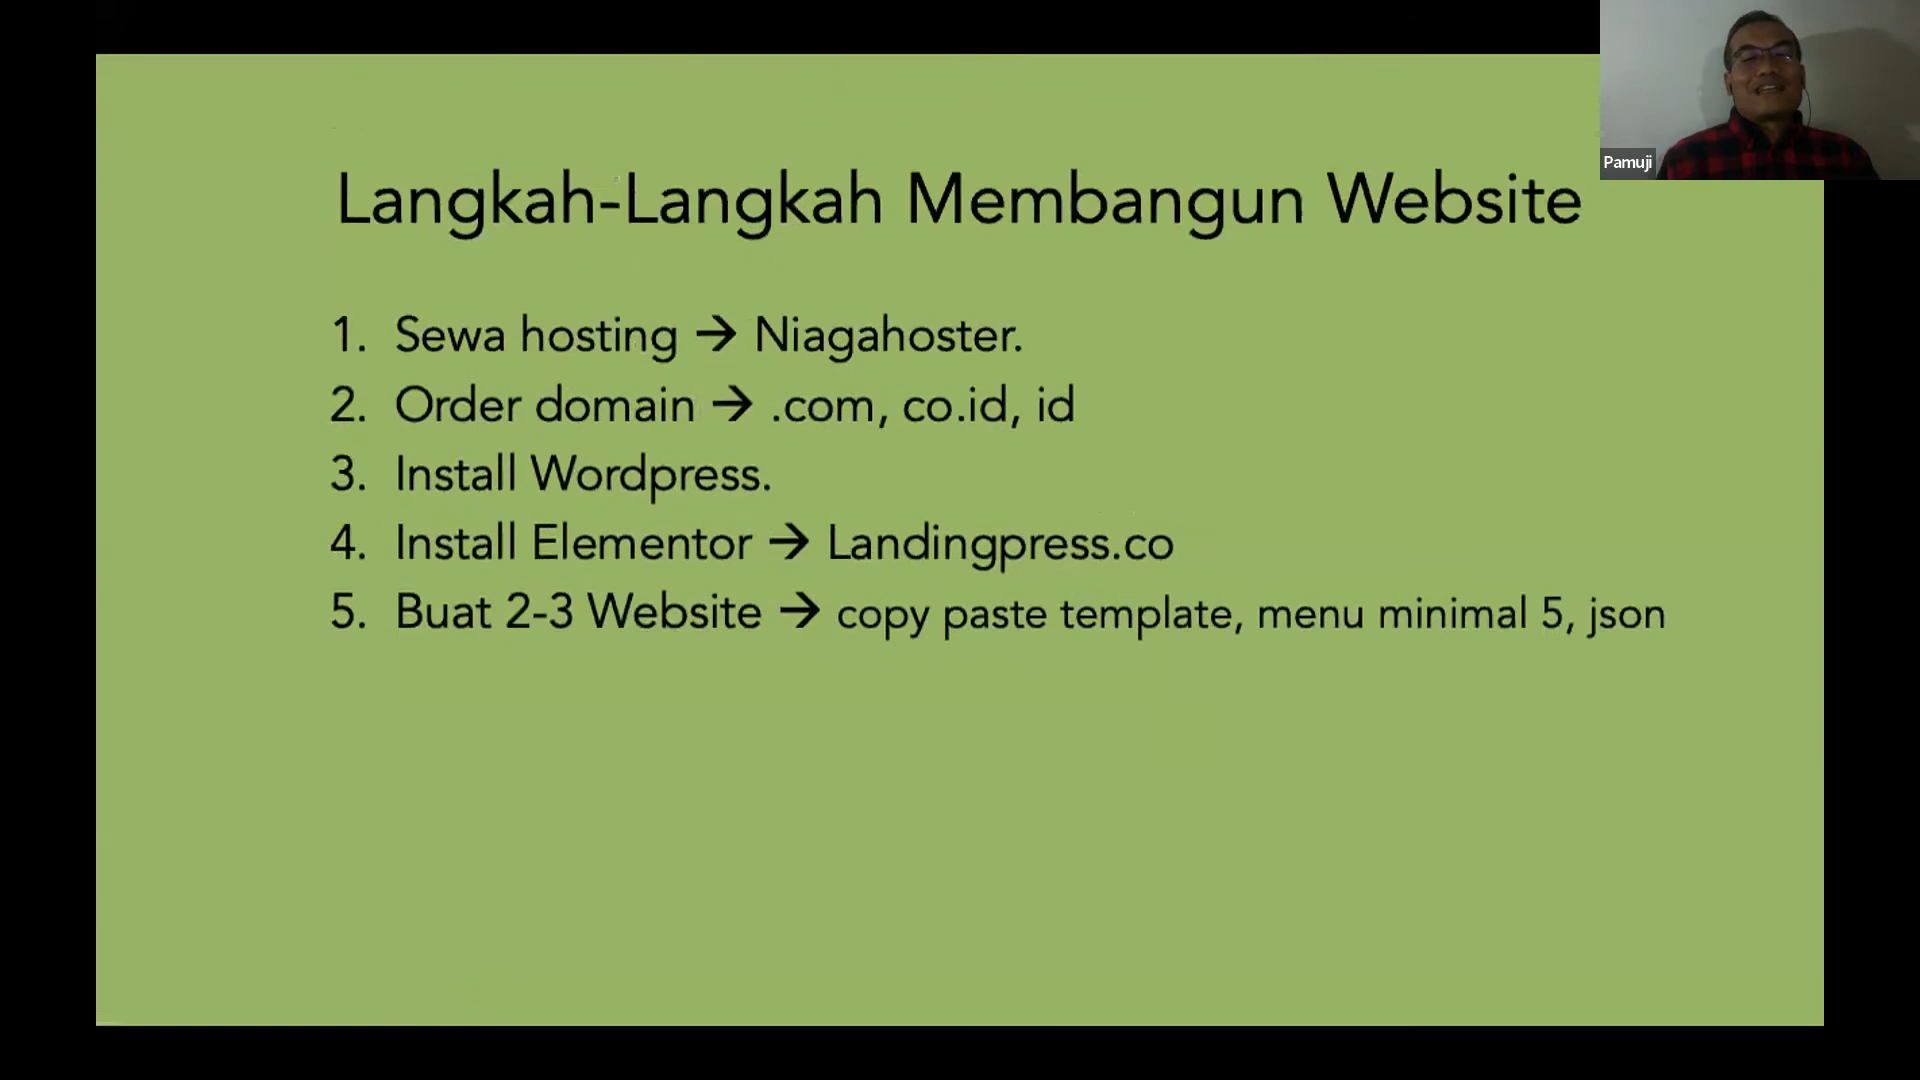 Langkah-Langkah Membangun Website
1. Sewa hosting → Niagahoster.
2. Order domain → .com, co.id, id
3. Install Wordpress.
4. Install Elementor → Landingpress.co
5. Buat 2-3 Website → copy paste template, menu minimal 5, json
Pamuji